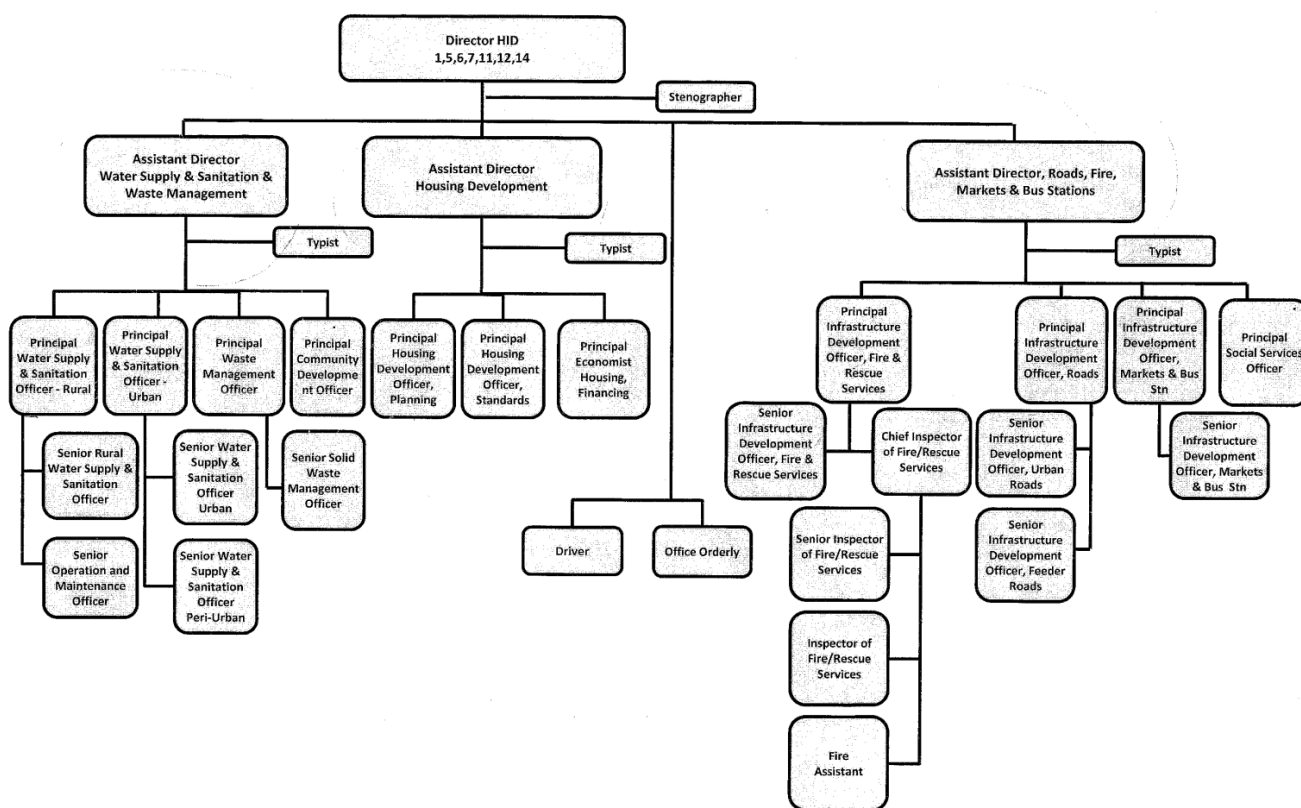 Director HID
1,5,6,7,11,12,14
Stenographer
Assistant Director
Water Supply & Sanitation &
Waste Management
Assistant Director
Housing Development
Assistant Director, Roads, Fire,
Markets & Bus Stations
Typist
Typist
Typist
Principal
Water Supply
& Sanitation
Officer - Rural
Principal
Water Supply
& Sanitation
Officer -
Urban
Principal
Waste
Management
Officer
Principal
Community
Developme
nt Officer
Principal
Housing
Development
Officer,
Planning
Principal
Housing
Development
Officer,
Standards
Principal
Economist
Housing,
Financing
Principal
Infrastructure
Development
Officer, Fire &
Rescue
Services
Principal
Infrastructure
Development
Officer, Roads
Principal
Infrastructure
Development
Officer,
Markets & Bus
Stn
Principal
Social Services
Officer
Senior Rural
Water Supply &
Sanitation
Officer
Senior Water
Supply &
Sanitation
Officer
Urban
Senior Solid
Waste
Management
Officer
Senior
Infrastructure
Development
Officer, Fire &
Rescue Services
Chief Inspector
of Fire/Rescue
Services
Senior
Infrastructure
Development
Officer, Urban
Roads
Senior
Infrastructure
Development
Officer, Markets
& Bus Stn
Senior
Operation and
Maintenance
Officer
Senior Water
Supply &
Sanitation
Officer
Peri-Urban
Driver
Office Orderly
Senior Inspector
of Fire/Rescue
Services
Senior
Infrastructure
Development
Officer, Feeder
Roads
Inspector of
Fire/Rescue
Services
Fire
Assistant